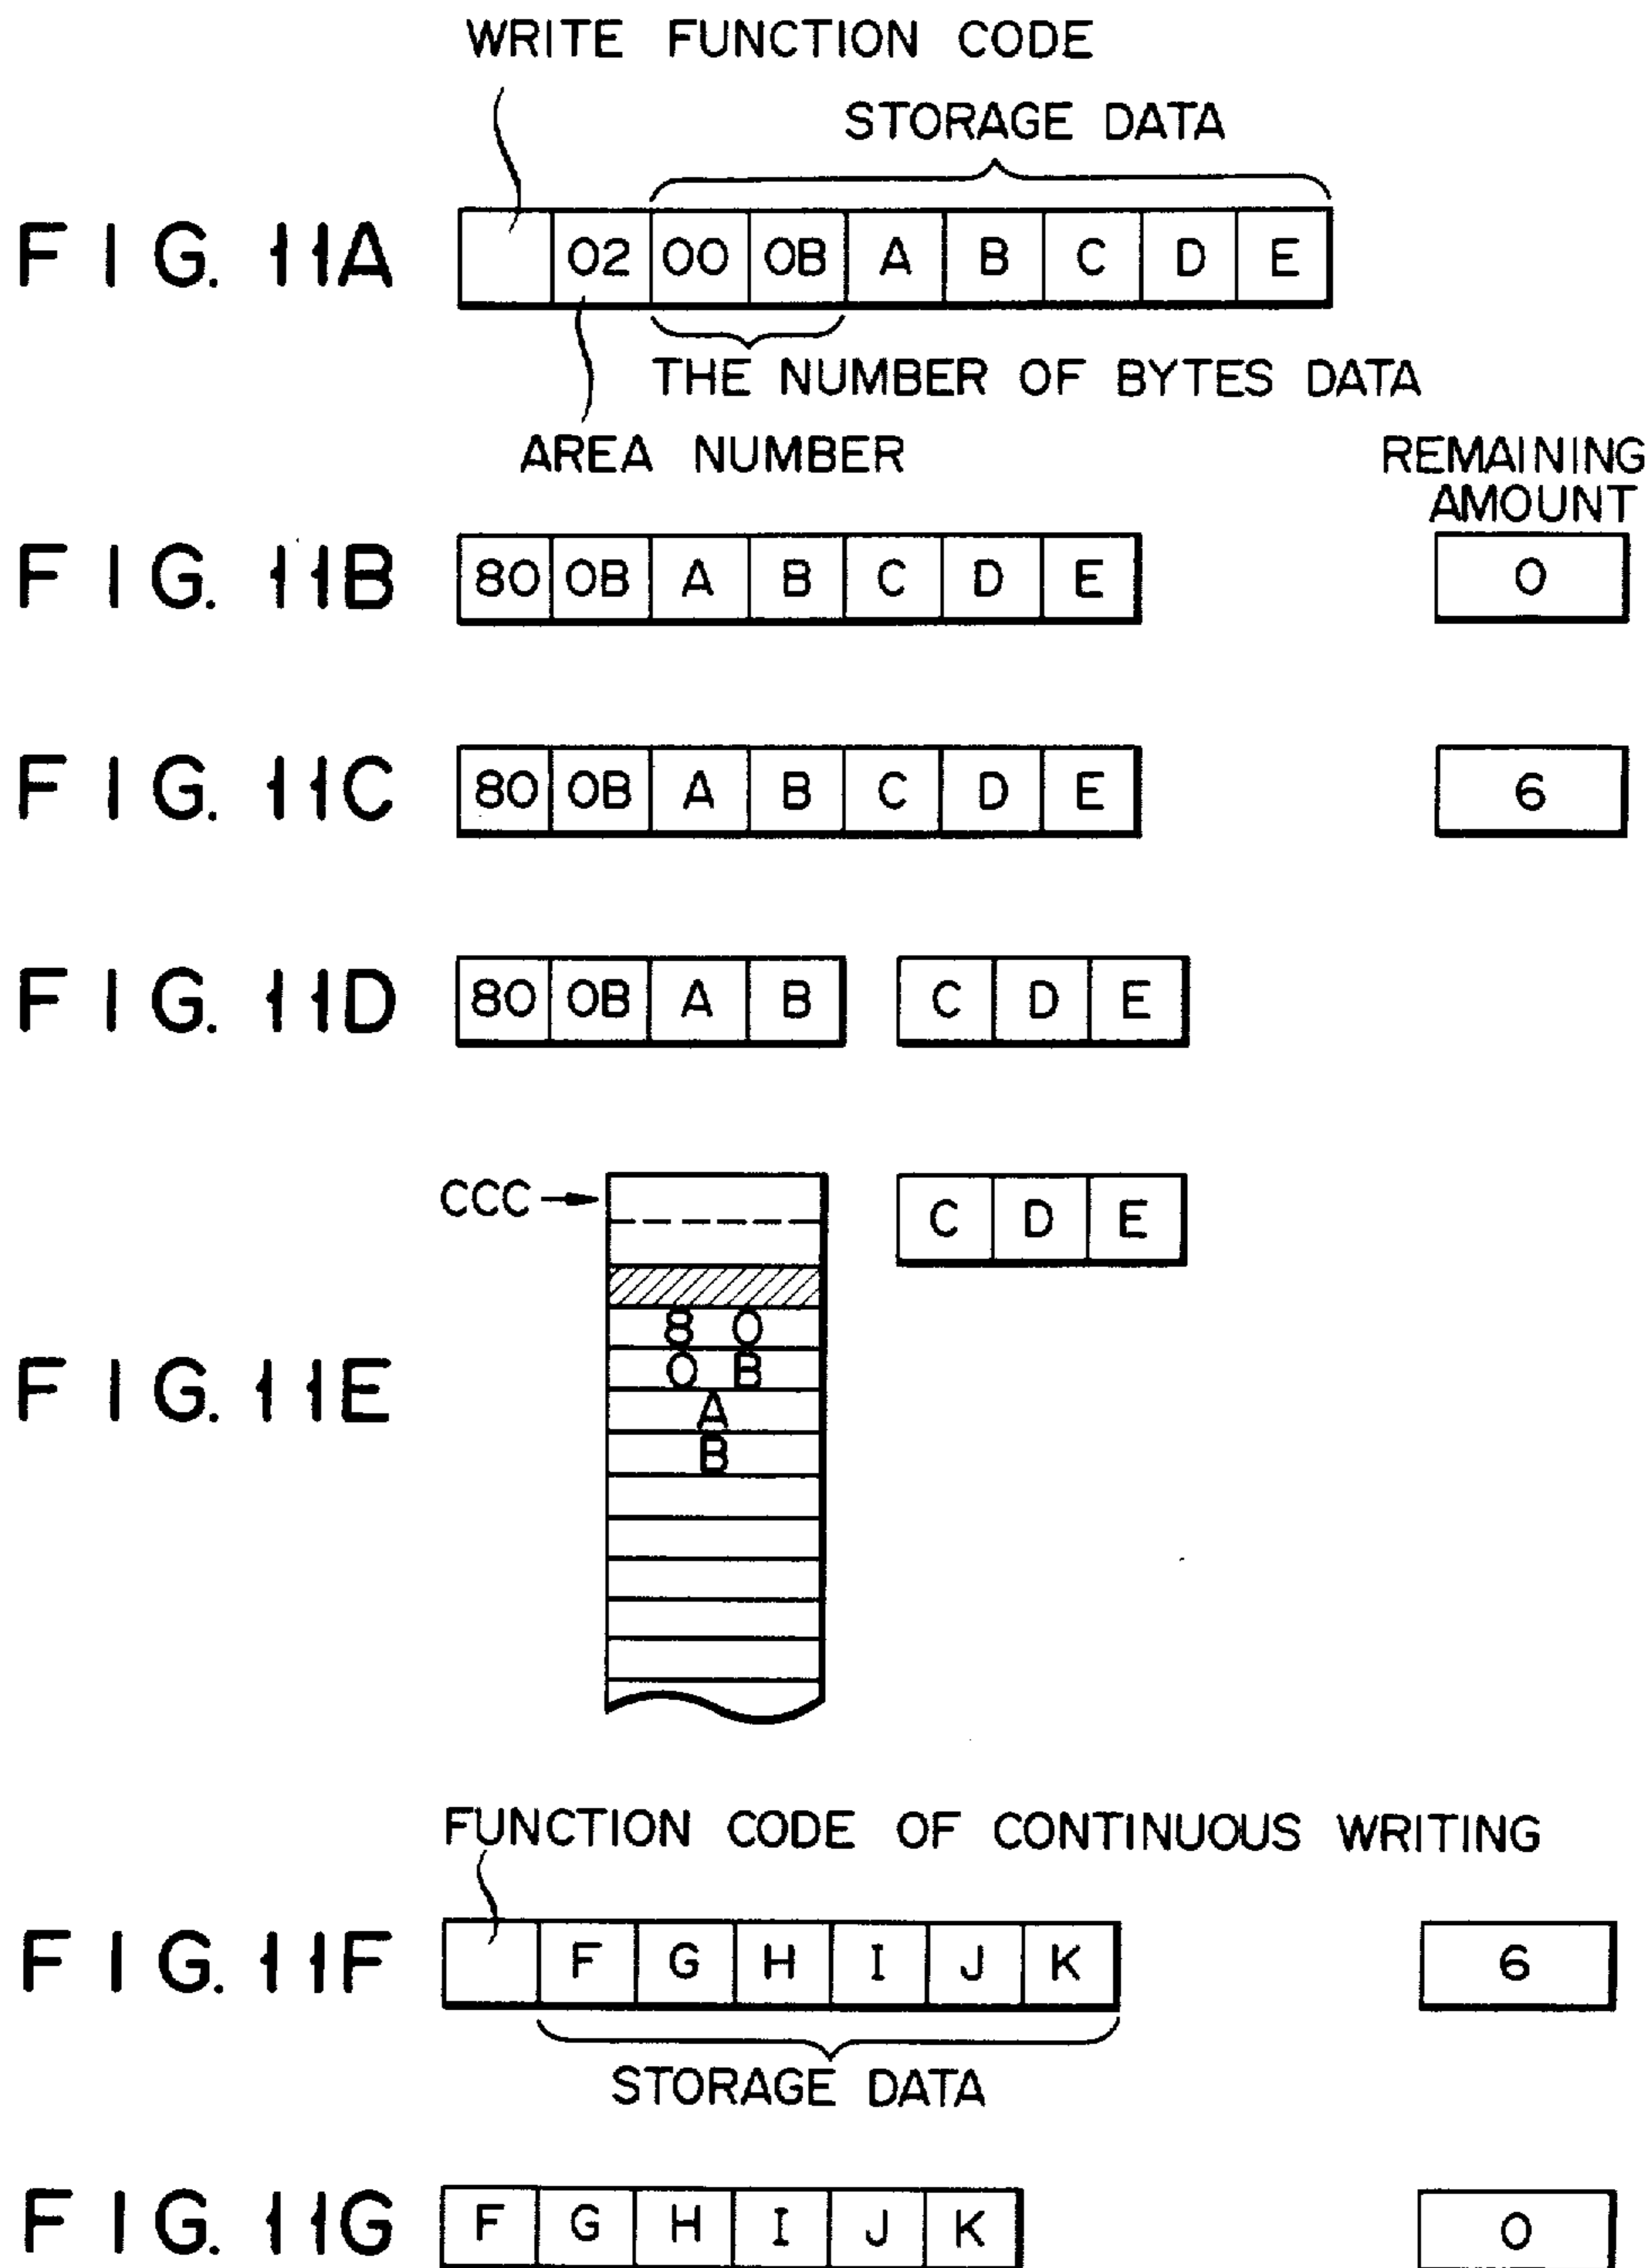 WRITE FUNCTION CODE
STORAGE DATA
FIG. 11A
02 00 0B A B C D E
THE NUMBER OF BYTES DATA
AREA NUMBER
REMAINING
AMOUNT
FIG. 11B
80 0B A B C D E
0
FIG. 11C
80 0B A B C D E
6
FIG. 11D
80 0B A B
C D E
CCC
C D E
8 0
0 B
A
B
FIG. 11E
FUNCTION CODE OF CONTINUOUS WRITING
FIG. 11F
F G H I J K
6
STORAGE DATA
FIG. 11G
F G H I J K
0